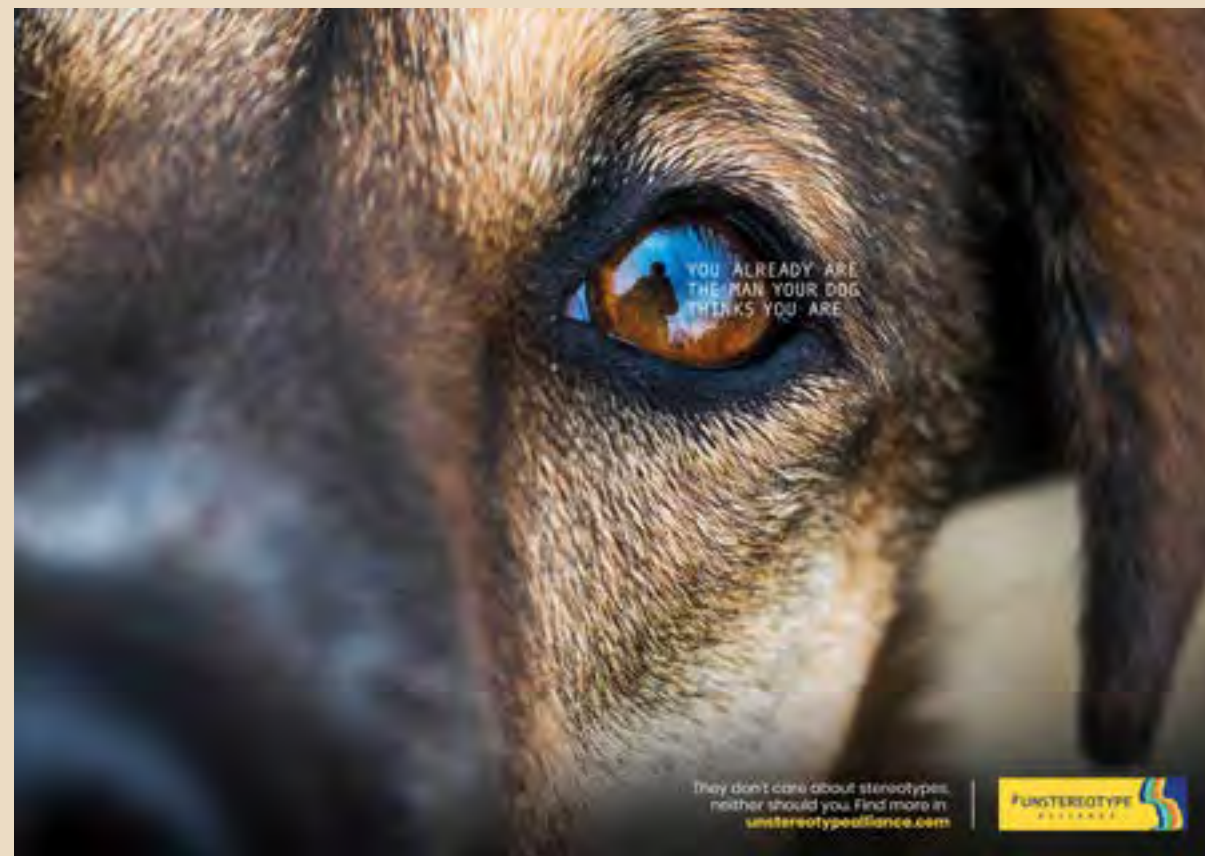 YOU ALREADY ARE
THE MAN YOUR DOG
THINKS YOU ARE
They don't care about stereotypes,
neither should you. Find more in
unstereotypealliance.com
#UNSTEREOTYPE
ALLIANCE